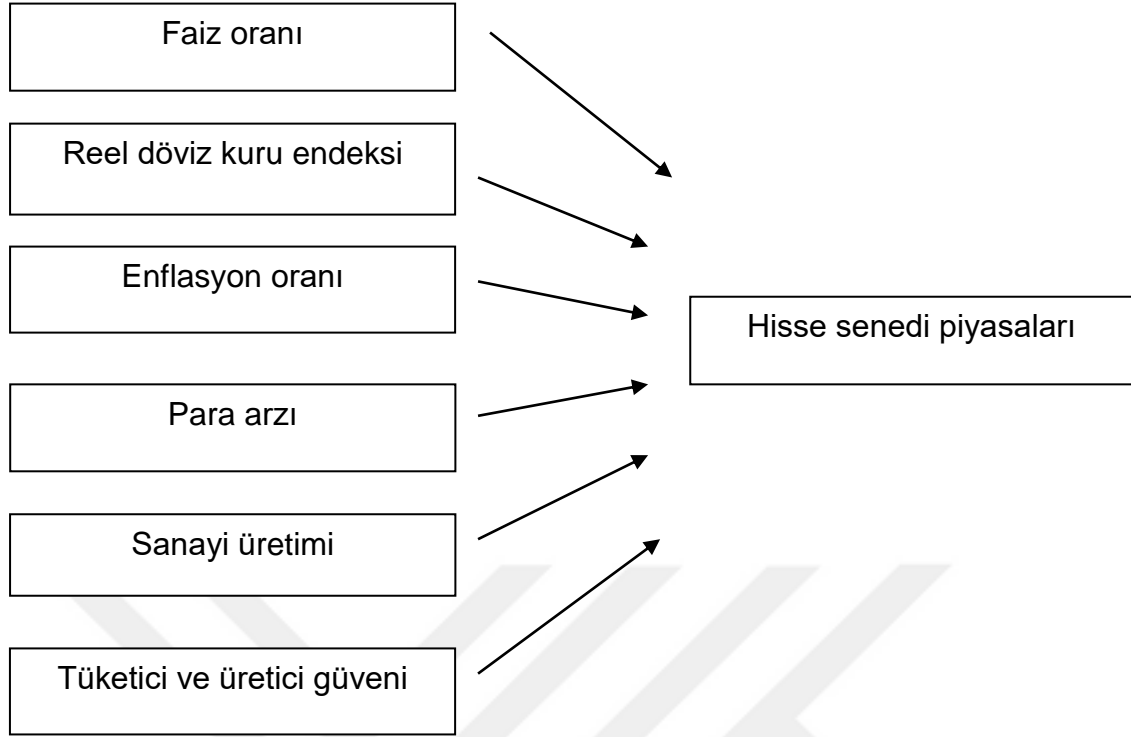 Faiz oranı
Reel döviz kuru endeksi
Enflasyon oranı
Hisse senedi piyasaları
Para arzı
Sanayi üretimi
Tüketici ve üretici güveni